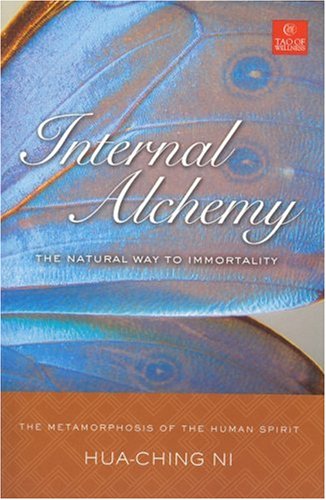 TAO OF
WELLNESS
Internal
Alchemy
THE NATURAL WAY TO IMMORTALITY
THE METAMORPHOSIS OF THE HUMAN SPIRIT
HUA-CHING NI